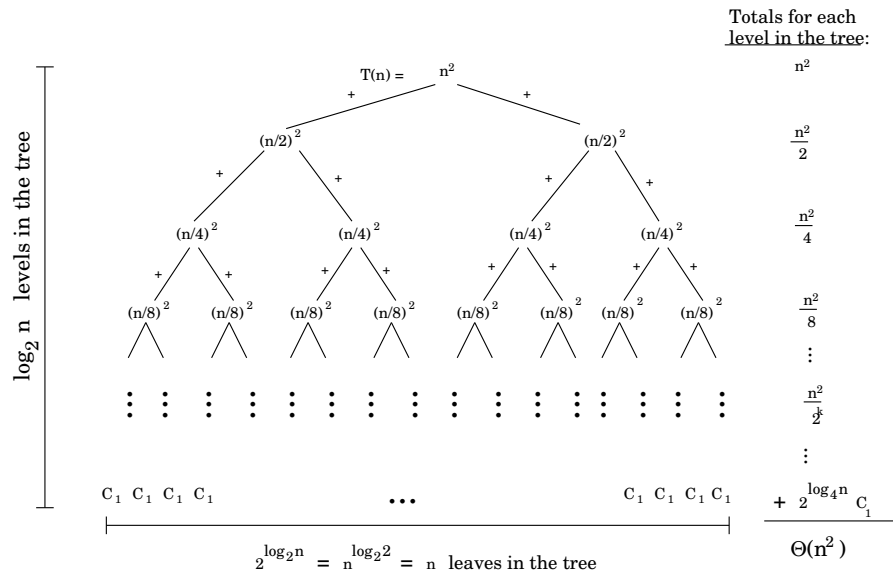 Totals for each
level in the tree:
T(n) = n²
n²
+ +
(n/2)² (n/2)²
n²/2
+ + + +
(n/4)² (n/4)² (n/4)² (n/4)²
n²/4
+ + + + + + + +
(n/8)² (n/8)² (n/8)² (n/8)² (n/8)² (n/8)² (n/8)² (n/8)²
n²/8
⋮
⋮ ⋮ ⋮ ⋮ ⋮ ⋮ ⋮ ⋮ ⋮ ⋮ ⋮ ⋮ ⋮ ⋮ ⋮ ⋮
n²/2ᵏ
⋮
C₁ C₁ C₁ C₁ ... C₁ C₁ C₁ C₁
+ 2^log₄n C₁
2^log₂n = n^log₂2 = n leaves in the tree
Θ(n²)
log₂ n levels in the tree